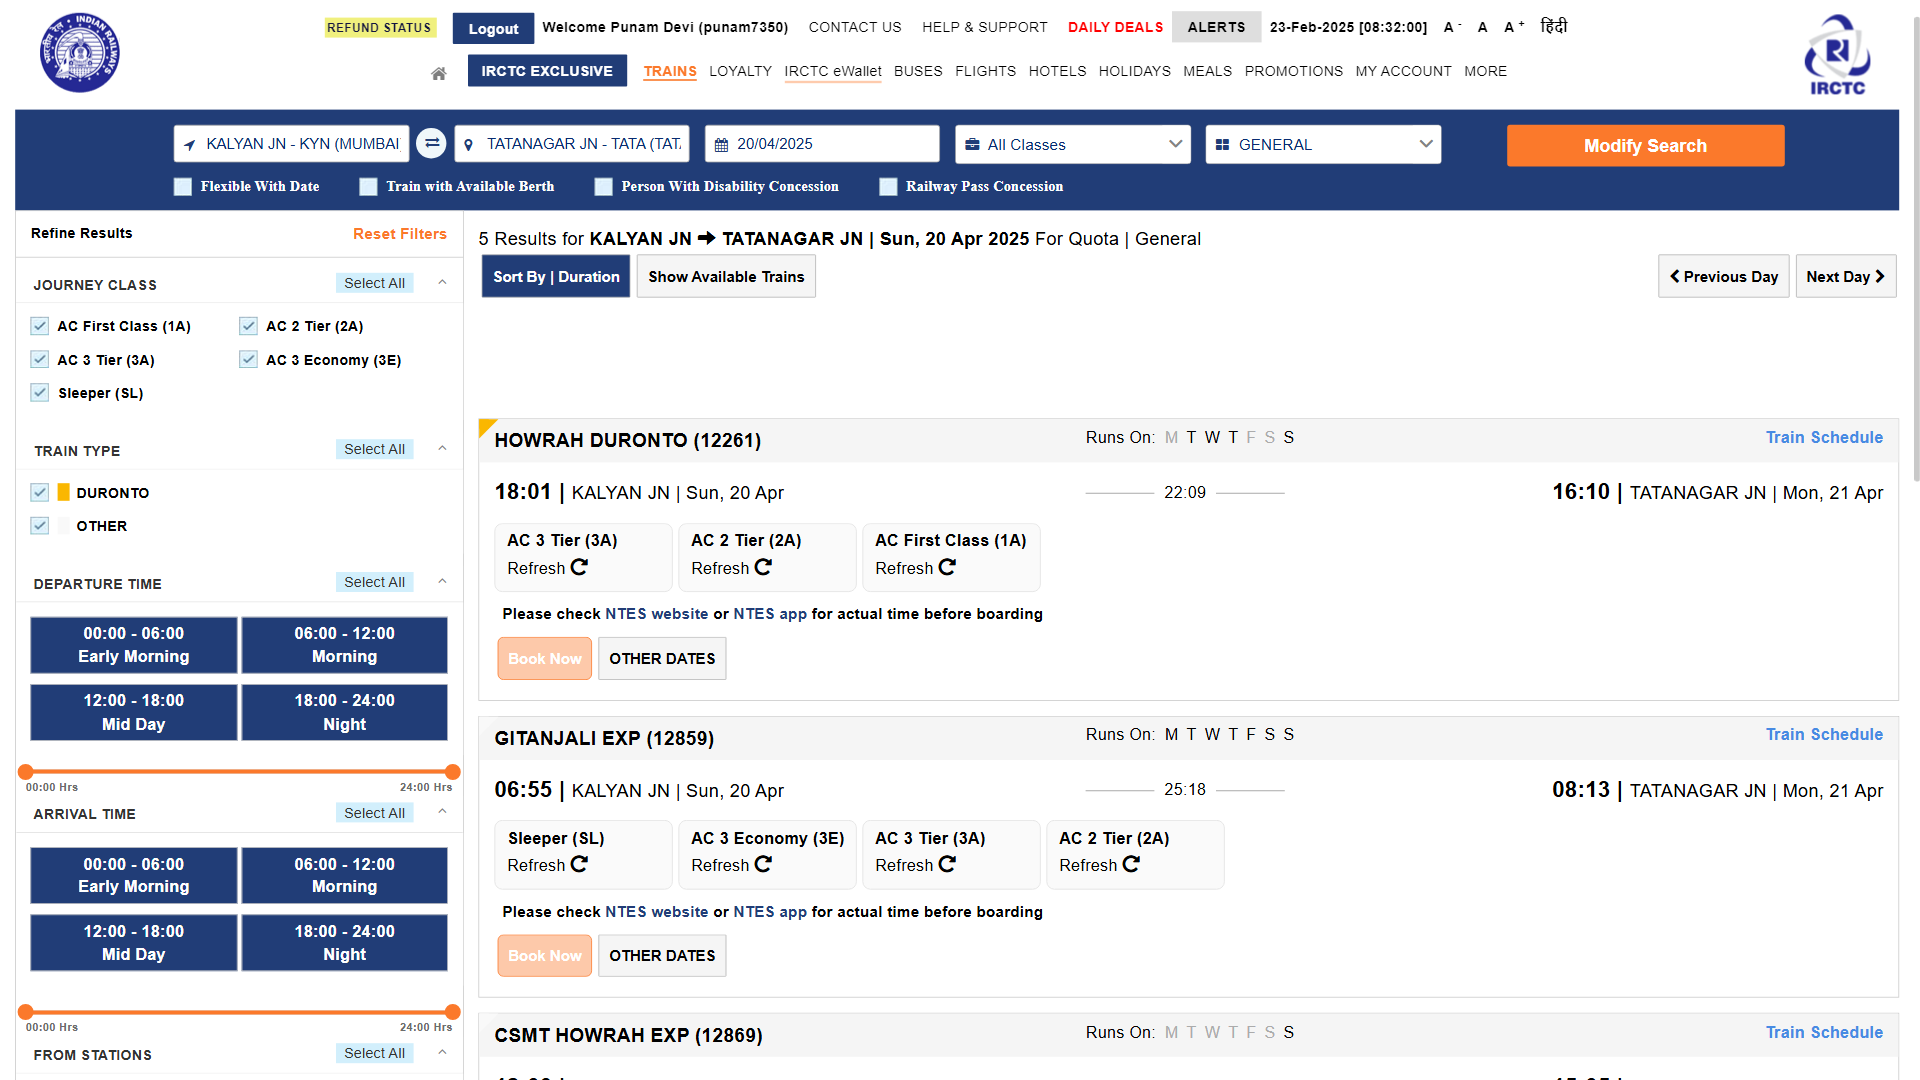 REFUND STATUS Logout Welcome Punam Devi (punam7350) CONTACT US HELP & SUPPORT DAILY DEALS ALERTS 23-Feb-2025 [08:32:00] A- A A+ हिंदी
IRCTC EXCLUSIVE TRAINS LOYALTY IRCTC eWallet BUSES FLIGHTS HOTELS HOLIDAYS MEALS PROMOTIONS MY ACCOUNT MORE
INDIAN RAILWAYS
IRCTC
KALYAN JN - KYN (MUMBAI) TATANAGAR JN - TATA (TAT 20/04/2025 All Classes GENERAL Modify Search
Flexible With Date Train with Available Berth Person With Disability Concession Railway Pass Concession
Refine Results Reset Filters
JOURNEY CLASS Select All
AC First Class (1A) AC 2 Tier (2A)
AC 3 Tier (3A) AC 3 Economy (3E)
Sleeper (SL)
TRAIN TYPE Select All
DURONTO
OTHER
DEPARTURE TIME Select All
00:00 - 06:00 06:00 - 12:00
Early Morning Morning
12:00 - 18:00 18:00 - 24:00
Mid Day Night
00:00 Hrs 24:00 Hrs
ARRIVAL TIME Select All
00:00 - 06:00 06:00 - 12:00
Early Morning Morning
12:00 - 18:00 18:00 - 24:00
Mid Day Night
00:00 Hrs 24:00 Hrs
FROM STATIONS Select All
5 Results for KALYAN JN ➔ TATANAGAR JN | Sun, 20 Apr 2025 For Quota | General
Sort By | Duration Show Available Trains Previous Day Next Day
HOWRAH DURONTO (12261) Runs On: M T W T F S S Train Schedule
18:01 | KALYAN JN | Sun, 20 Apr 22:09 16:10 | TATANAGAR JN | Mon, 21 Apr
AC 3 Tier (3A) AC 2 Tier (2A) AC First Class (1A)
Refresh Refresh Refresh
Please check NTES website or NTES app for actual time before boarding
Book Now OTHER DATES
GITANJALI EXP (12859) Runs On: M T W T F S S Train Schedule
06:55 | KALYAN JN | Sun, 20 Apr 25:18 08:13 | TATANAGAR JN | Mon, 21 Apr
Sleeper (SL) AC 3 Economy (3E) AC 3 Tier (3A) AC 2 Tier (2A)
Refresh Refresh Refresh Refresh
Please check NTES website or NTES app for actual time before boarding
Book Now OTHER DATES
CSMT HOWRAH EXP (12869) Runs On: M T W T F S S Train Schedule